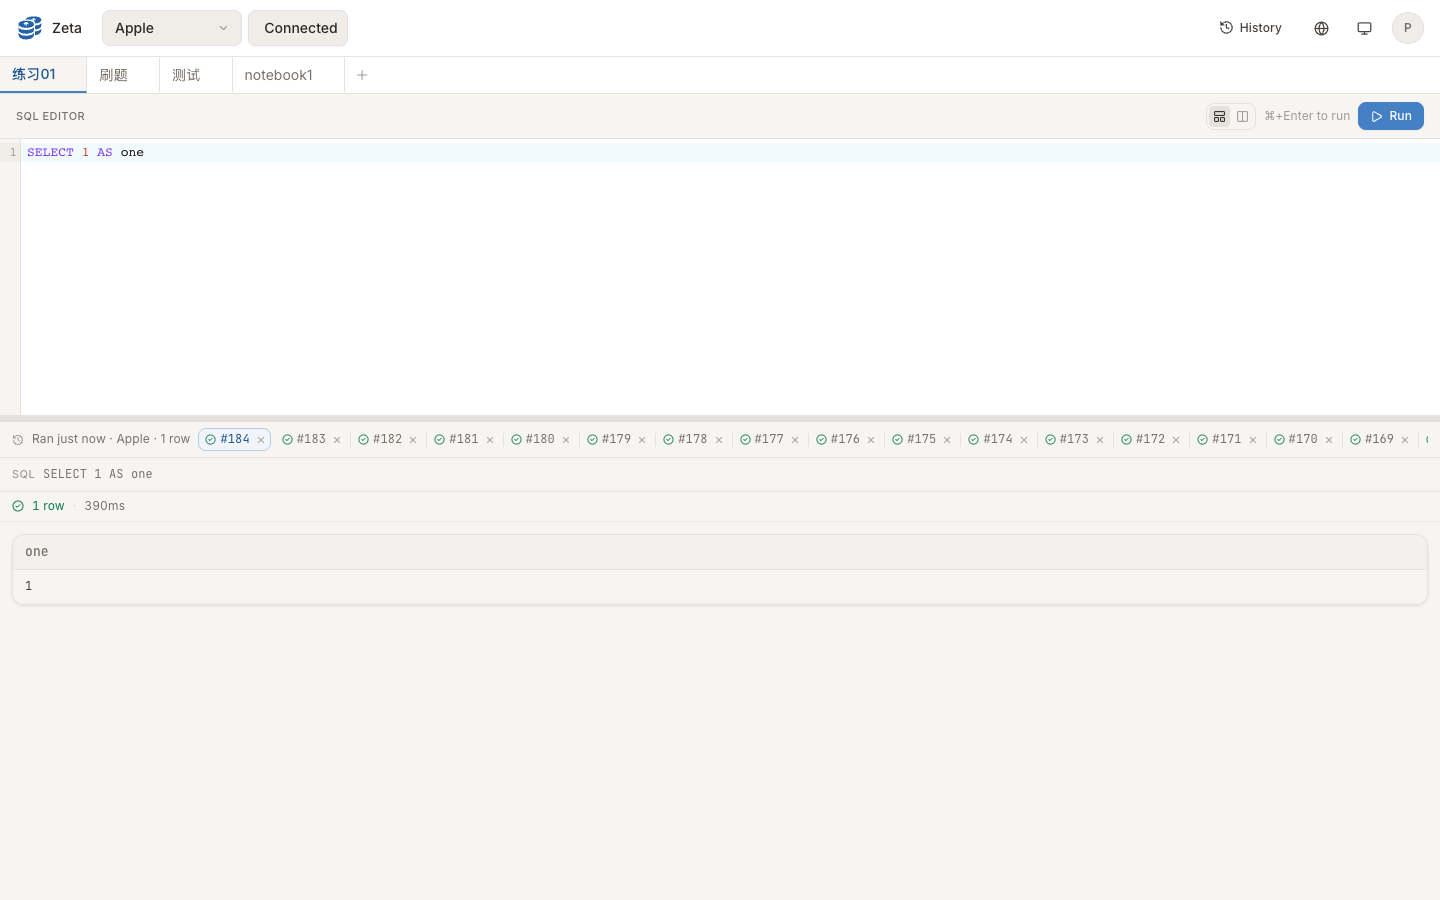 Zeta Apple Connected History P
练习01 刷题 测试 notebook1 +
SQL EDITOR ⌘+Enter to run Run
1 SELECT 1 AS one
Ran just now · Apple · 1 row #184 × #183 × #182 × #181 × #180 × #179 × #178 × #177 × #176 × #175 × #174 × #173 × #172 × #171 × #170 × #169 ×
SQL SELECT 1 AS one
1 row · 390ms
one
1